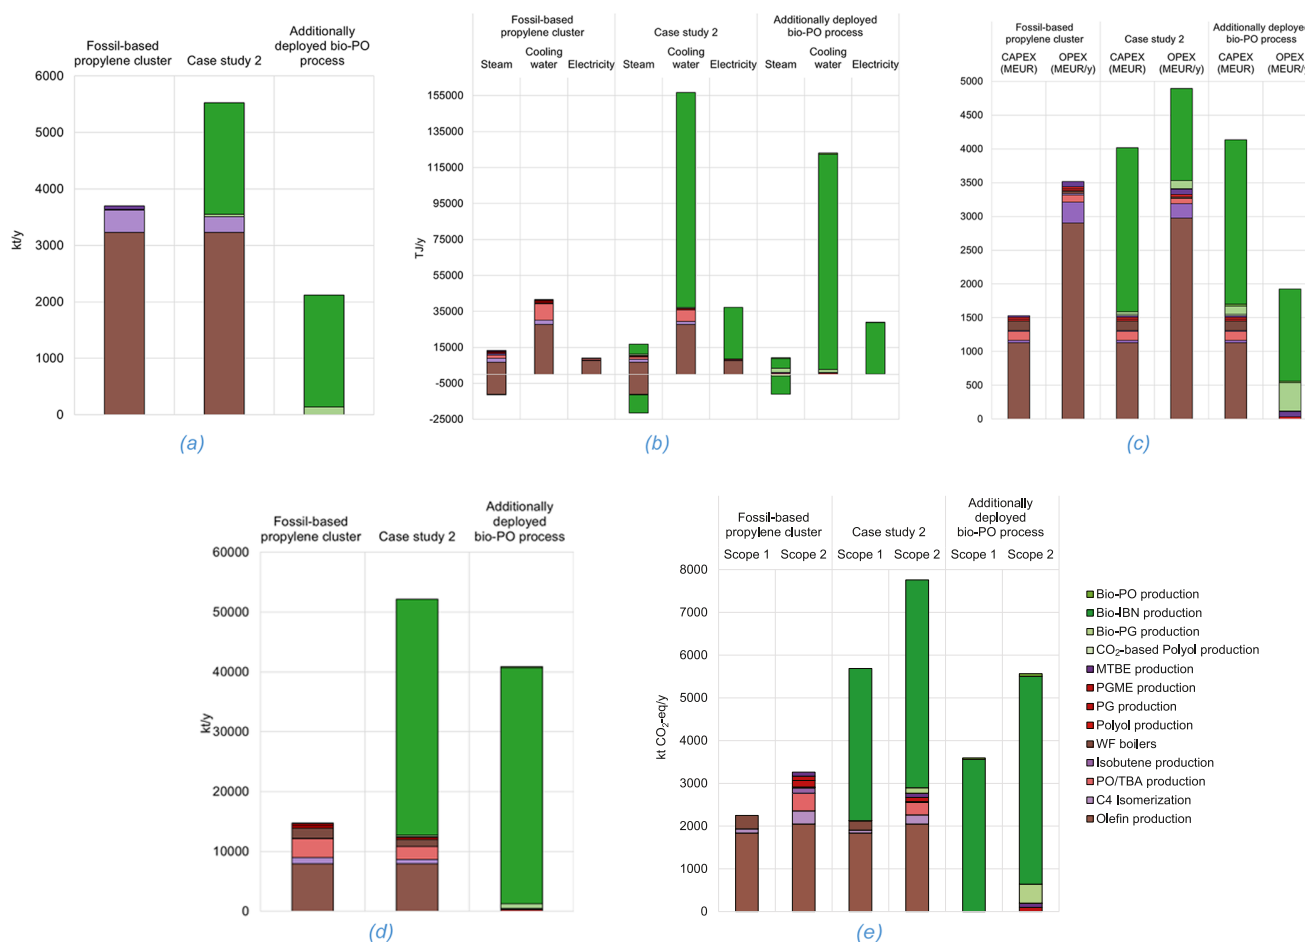 Fossil-based
propylene cluster
Case study 2
Additionally
deployed bio-PO
process
6000
5000
4000
3000
2000
1000
0
kt/y
(a)
Fossil-based
propylene cluster
Case study 2
Additionally deployed
bio-PO process
Steam
Cooling
water
Electricity
Steam
Cooling
water
Electricity
Steam
Cooling
water
Electricity
155000
135000
115000
95000
75000
55000
35000
15000
-5000
-25000
TJ/y
(b)
Fossil-based
propylene cluster
Case study 2
Additionally deployed
bio-PO process
CAPEX
(MEUR)
OPEX
(MEUR/y)
CAPEX
(MEUR)
OPEX
(MEUR/y)
CAPEX
(MEUR)
OPEX
(MEUR/y
5000
4500
4000
3500
3000
2500
2000
1500
1000
500
0
(c)
Fossil-based
propylene cluster
Case study 2
Additionally
deployed
bio-PO process
60000
50000
40000
30000
20000
10000
0
kt/y
(d)
Fossil-based
propylene cluster
Case study 2
Additionally
deployed
bio-PO process
Scope 1
Scope 2
Scope 1
Scope 2
Scope 1
Scope 2
8000
7000
6000
5000
4000
3000
2000
1000
0
kt CO₂-eq/y
(e)
Bio-PO production
Bio-IBN production
Bio-PG production
CO₂-based Polyol production
MTBE production
PGME production
PG production
Polyol production
WF boilers
Isobutene production
PO/TBA production
C4 Isomerization
Olefin production